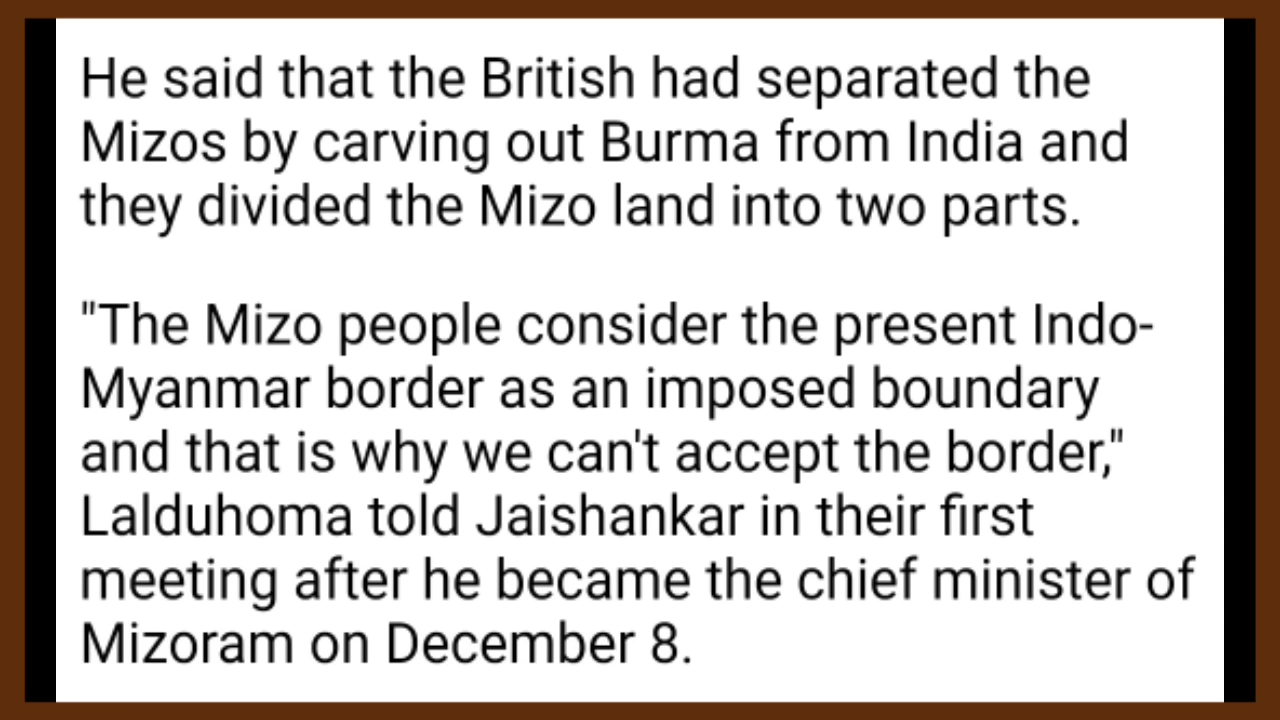 He said that the British had separated the
Mizos by carving out Burma from India and
they divided the Mizo land into two parts.
"The Mizo people consider the present Indo-
Myanmar border as an imposed boundary
and that is why we can't accept the border,"
Lalduhoma told Jaishankar in their first
meeting after he became the chief minister of
Mizoram on December 8.